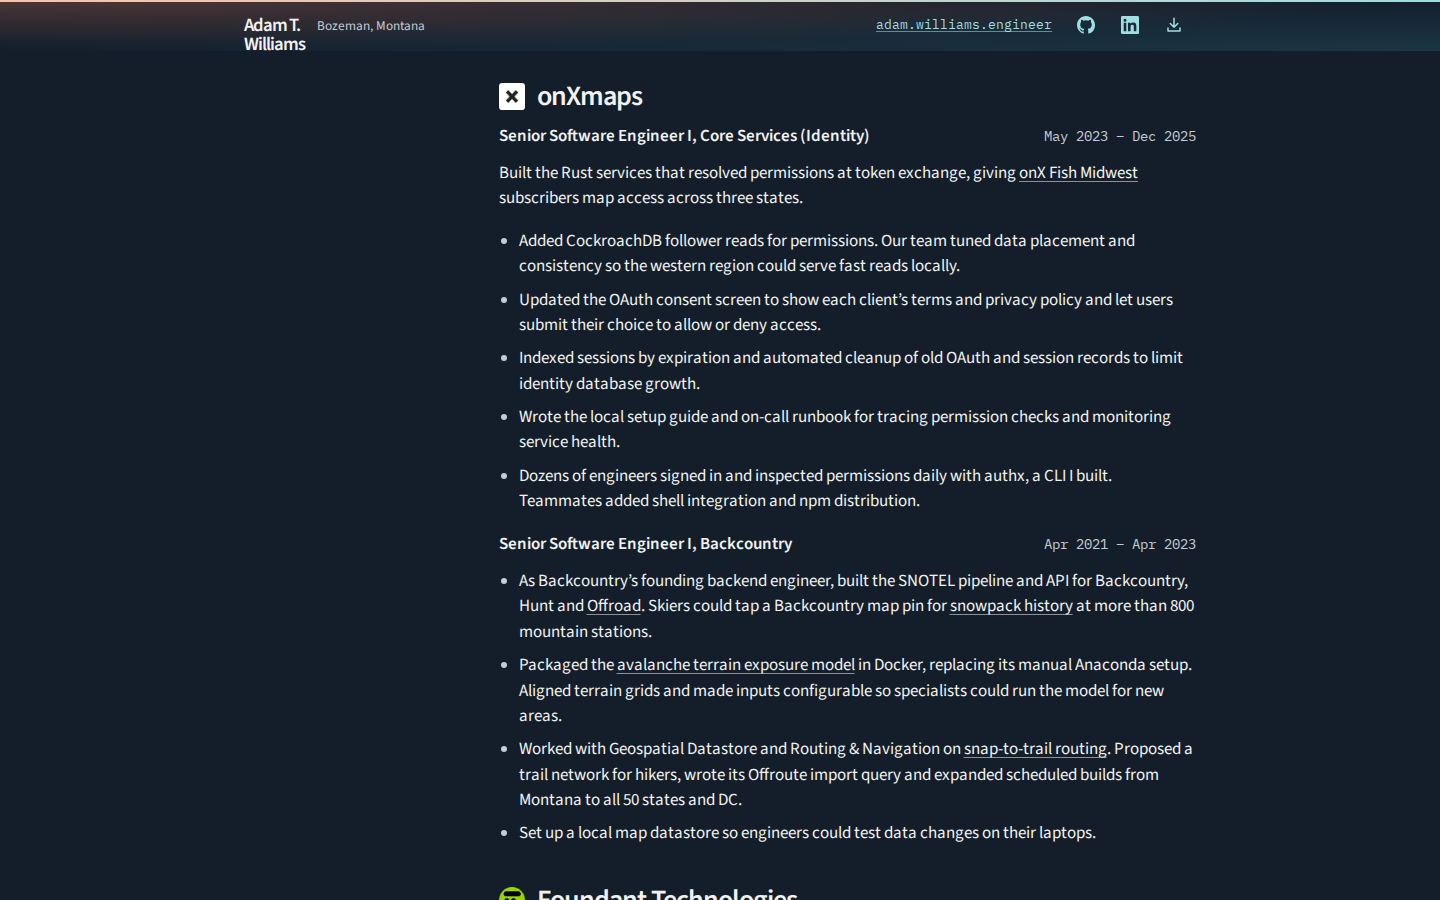 Adam T. Williams
Bozeman, Montana
adam.williams.engineer
onXmaps
Senior Software Engineer I, Core Services (Identity)
May 2023 – Dec 2025
Built the Rust services that resolved permissions at token exchange, giving onX Fish Midwest
subscribers map access across three states.
Added CockroachDB follower reads for permissions. Our team tuned data placement and
consistency so the western region could serve fast reads locally.
Updated the OAuth consent screen to show each client’s terms and privacy policy and let users
submit their choice to allow or deny access.
Indexed sessions by expiration and automated cleanup of old OAuth and session records to limit
identity database growth.
Wrote the local setup guide and on-call runbook for tracing permission checks and monitoring
service health.
Dozens of engineers signed in and inspected permissions daily with authx, a CLI I built.
Teammates added shell integration and npm distribution.
Senior Software Engineer I, Backcountry
Apr 2021 – Apr 2023
As Backcountry’s founding backend engineer, built the SNOTEL pipeline and API for Backcountry,
Hunt and Offroad. Skiers could tap a Backcountry map pin for snowpack history at more than 800
mountain stations.
Packaged the avalanche terrain exposure model in Docker, replacing its manual Anaconda setup.
Aligned terrain grids and made inputs configurable so specialists could run the model for new
areas.
Worked with Geospatial Datastore and Routing & Navigation on snap-to-trail routing. Proposed a
trail network for hikers, wrote its Offroute import query and expanded scheduled builds from
Montana to all 50 states and DC.
Set up a local map datastore so engineers could test data changes on their laptops.
Foundant Technologies